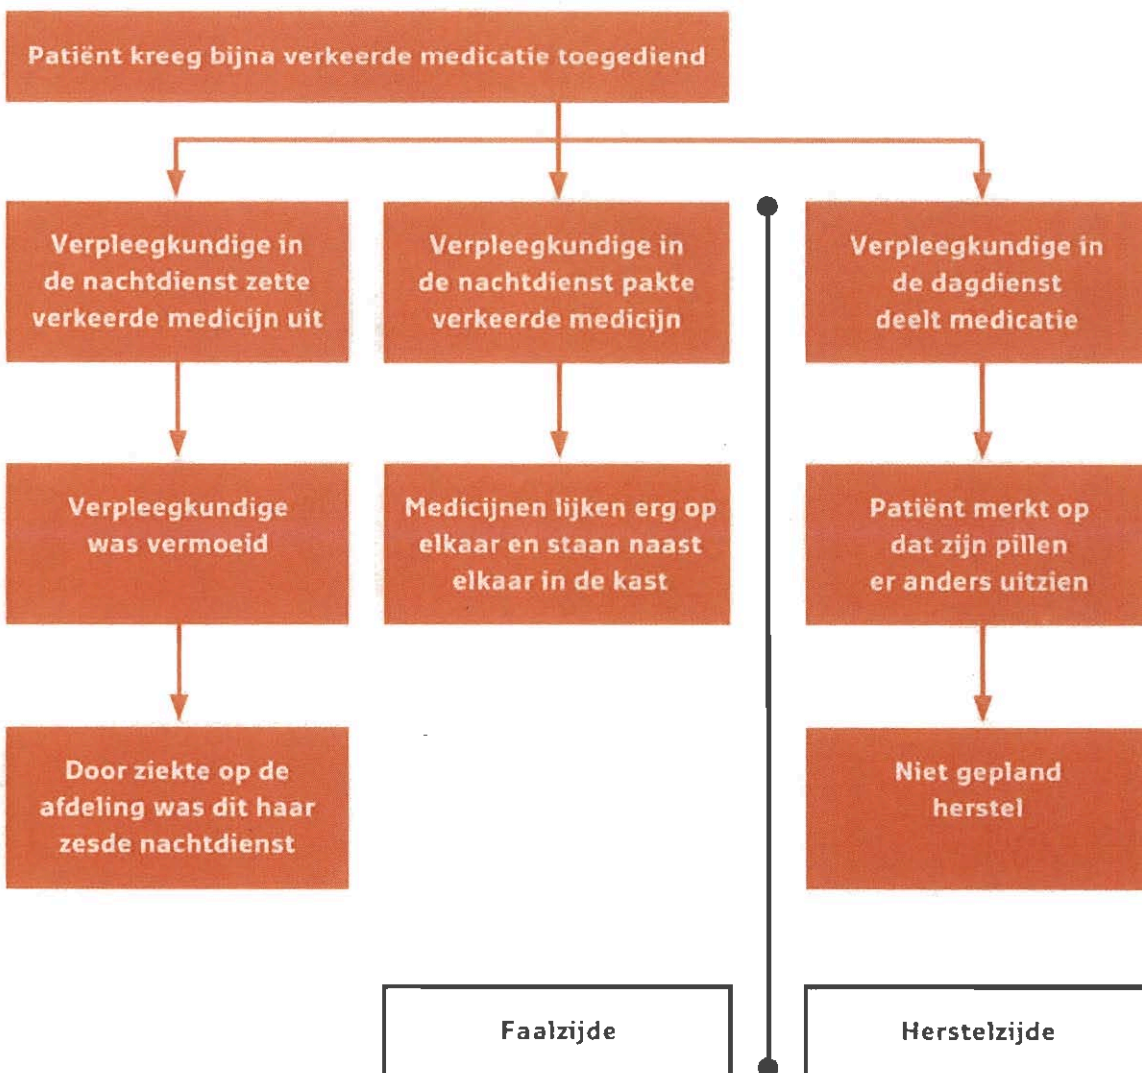 Patiënt kreeg bijna verkeerde medicatie toegediend
Verpleegkundige in
de nachtdienst zette
verkeerde medicijn uit
Verpleegkundige in
de nachtdienst pakte
verkeerde medicijn
Verpleegkundige in
de dagdienst
deelt medicatie
Verpleegkundige
was vermoeid
Medicijnen lijken erg op
elkaar en staan naast
elkaar in de kast
Patiënt merkt op
dat zijn pillen
er anders uitzien
Door ziekte op de
afdeling was dit haar
zesde nachtdienst
Niet gepland
herstel
Faalzijde
Herstelzijde